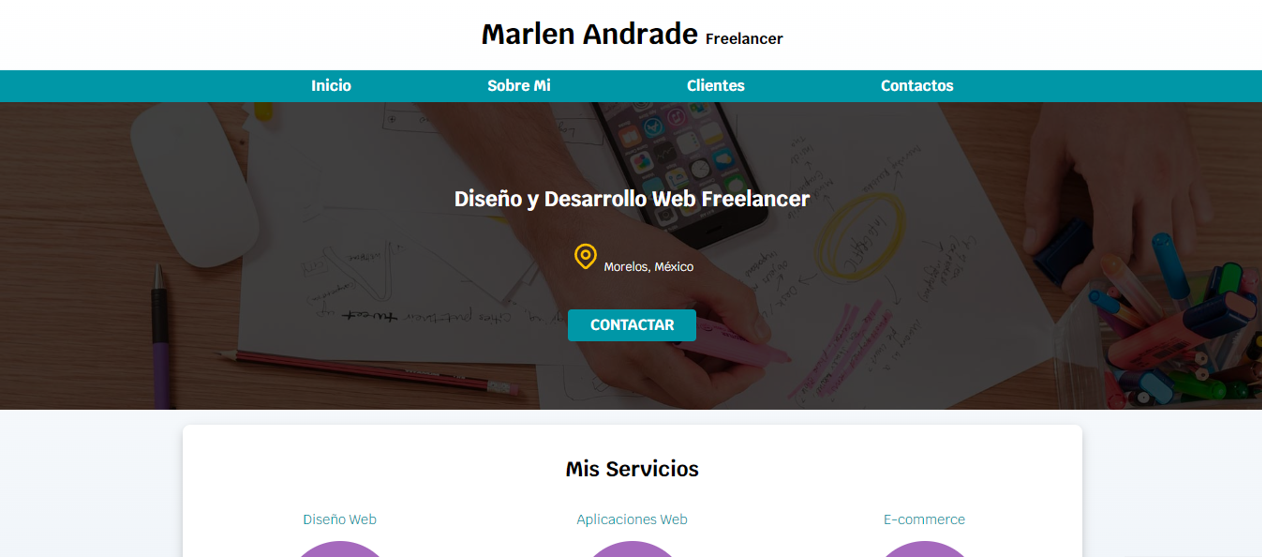 Marlen Andrade Freelancer
Inicio Sobre Mi Clientes Contactos
Diseño y Desarrollo Web Freelancer
Morelos, México
CONTACTAR
Mis Servicios
Diseño Web Aplicaciones Web E-commerce